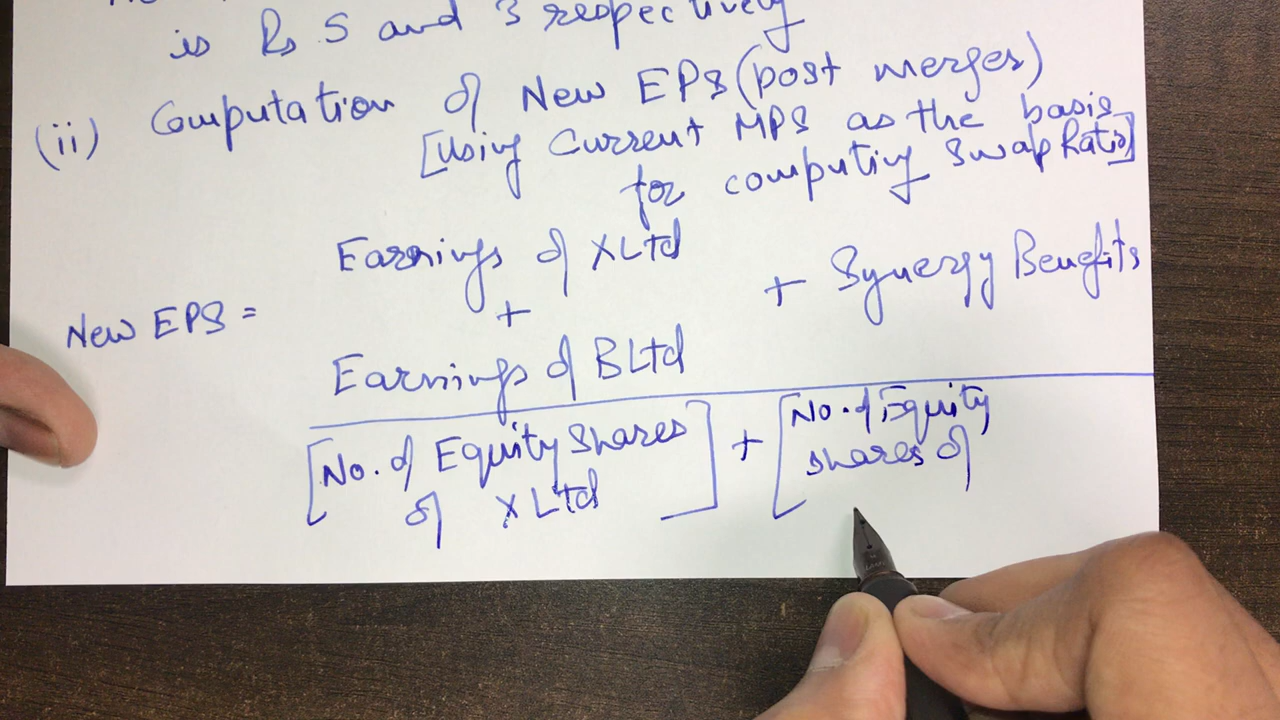 is Rs 5 and 3 respectively
(ii) Computation of New EPS (post merger)
[Using Current MPS as the basis
for computing Swap Ratio]
Earnings of X Ltd
+
+ Synergy Benefits
New EPS =
Earnings of B Ltd
[No. of Equity Shares
of X Ltd]
+ [No. of Equity
shares of